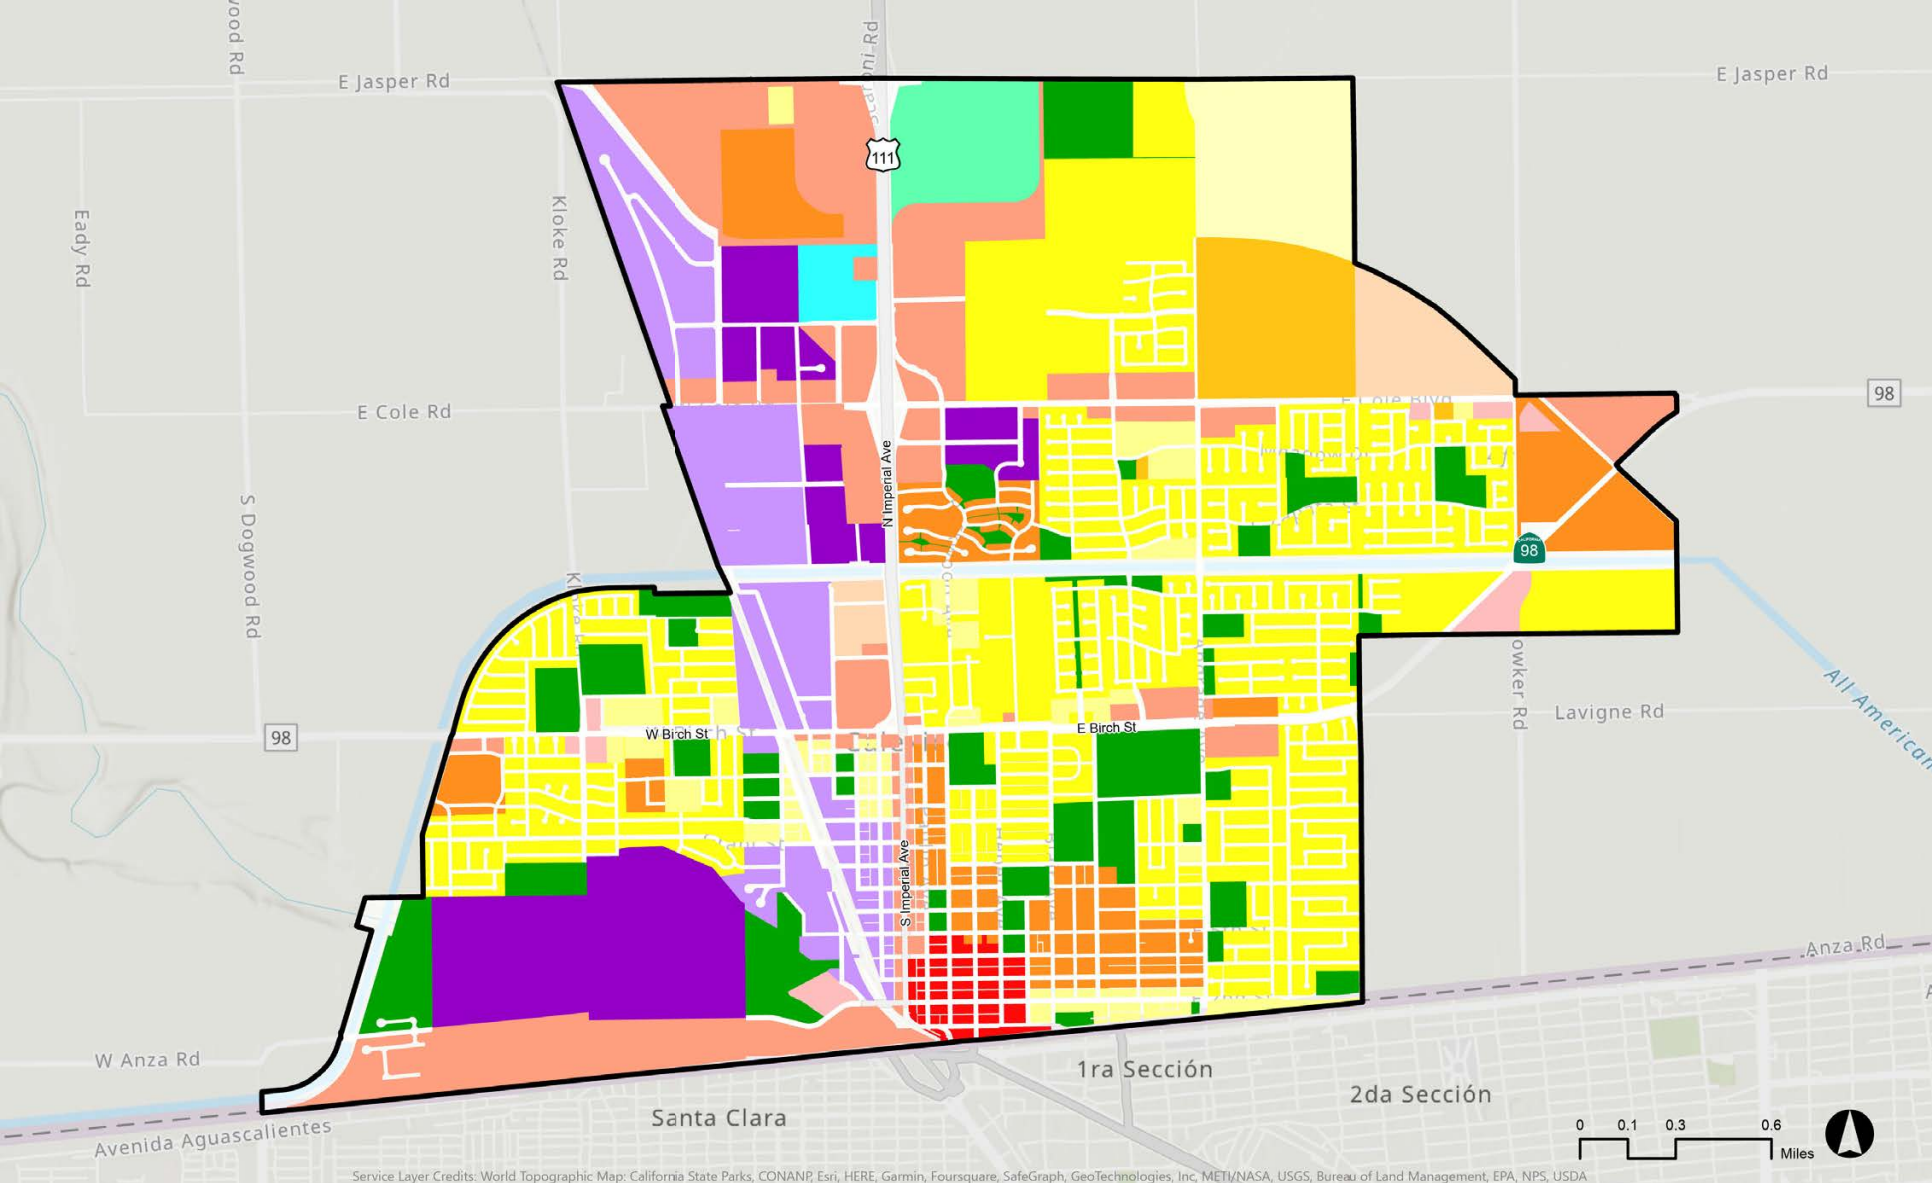 E Jasper Rd
E Jasper Rd
111
Eady Rd
Kloke Rd
E Cole Rd
98
N Imperial Ave
S Dogwood Rd
98
98
W Birch St
E Birch St
Lavigne Rd
All American
S Imperial Ave
Anza Rd
W Anza Rd
1ra Sección
2da Sección
Santa Clara
Avenida Aguascalientes
0 0.1 0.3 0.6
Miles
Service Layer Credits: World Topographic Map: California State Parks, CONANP, Esri, HERE, Garmin, Foursquare, SafeGraph, GeoTechnologies, Inc, METI/NASA, USGS, Bureau of Land Management, EPA, NPS, USDA